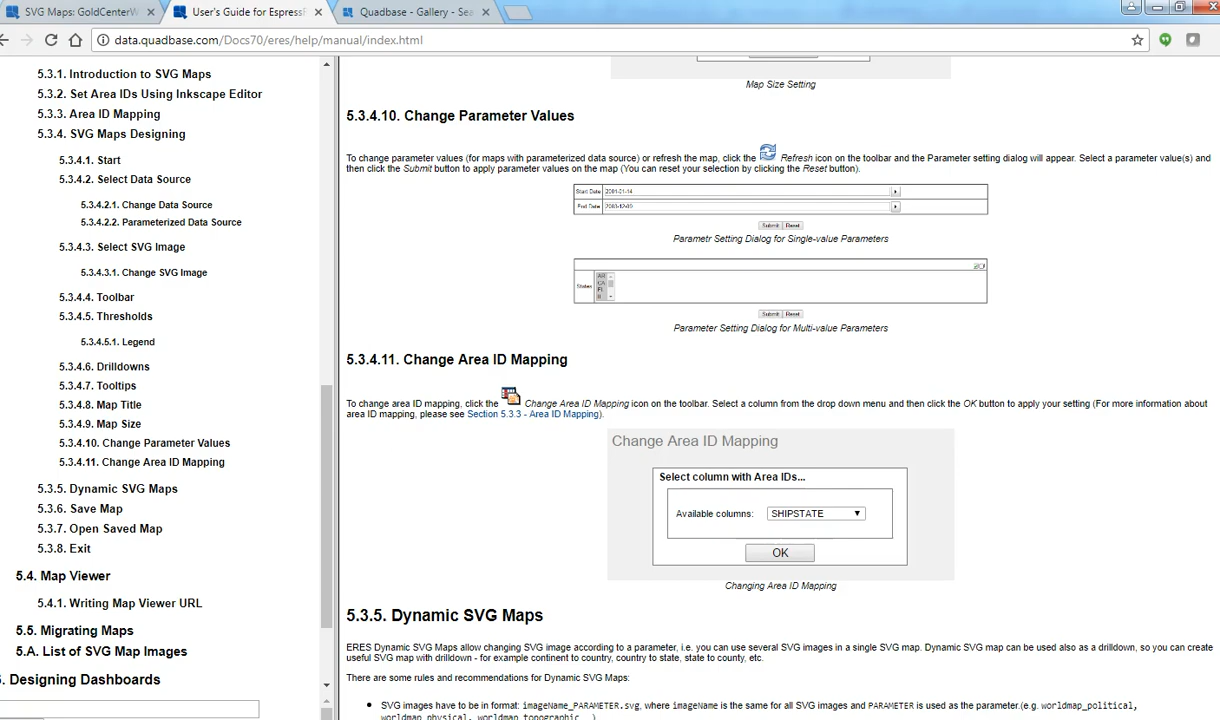 SVG Maps: GoldCenterW
User's Guide for Espress
Quadbase - Gallery - Sea
data.quadbase.com/Docs70/eres/help/manual/index.html
5.3.1. Introduction to SVG Maps
5.3.2. Set Area IDs Using Inkscape Editor
5.3.3. Area ID Mapping
5.3.4. SVG Maps Designing
5.3.4.1. Start
5.3.4.2. Select Data Source
5.3.4.2.1. Change Data Source
5.3.4.2.2. Parameterized Data Source
5.3.4.3. Select SVG Image
5.3.4.3.1. Change SVG Image
5.3.4.4. Toolbar
5.3.4.5. Thresholds
5.3.4.5.1. Legend
5.3.4.6. Drilldowns
5.3.4.7. Tooltips
5.3.4.8. Map Title
5.3.4.9. Map Size
5.3.4.10. Change Parameter Values
5.3.4.11. Change Area ID Mapping
5.3.5. Dynamic SVG Maps
5.3.6. Save Map
5.3.7. Open Saved Map
5.3.8. Exit
5.4. Map Viewer
5.4.1. Writing Map Viewer URL
5.5. Migrating Maps
5.A. List of SVG Map Images
. Designing Dashboards
Map Size Setting
5.3.4.10. Change Parameter Values
To change parameter values (for maps with parameterized data source) or refresh the map, click the Refresh icon on the toolbar and the Parameter setting dialog will appear. Select a parameter value(s) and
then click the Submit button to apply parameter values on the map (You can reset your selection by clicking the Reset button).
Start Date 2001-01-14
End Date 2003-12-09
Submit Reset
Parametr Setting Dialog for Single-value Parameters
States AR
CA
FL
Submit Reset
Parameter Setting Dialog for Multi-value Parameters
5.3.4.11. Change Area ID Mapping
To change area ID mapping, click the Change Area ID Mapping icon on the toolbar. Select a column from the drop down menu and then click the OK button to apply your setting (For more information about
area ID mapping, please see Section 5.3.3 - Area ID Mapping).
Change Area ID Mapping
Select column with Area IDs...
Available columns: SHIPSTATE
OK
Changing Area ID Mapping
5.3.5. Dynamic SVG Maps
ERES Dynamic SVG Maps allow changing SVG image according to a parameter, i.e. you can use several SVG images in a single SVG map. Dynamic SVG map can be used also as a drilldown, so you can create
useful SVG map with drilldown - for example continent to country, country to state, state to county, etc.
There are some rules and recommendations for Dynamic SVG Maps:
SVG images have to be in format: imageName_PARAMETER.svg, where imageName is the same for all SVG images and PARAMETER is used as the parameter.(e.g. worldmap_political,
worldmap_physical, worldmap_topographic...)